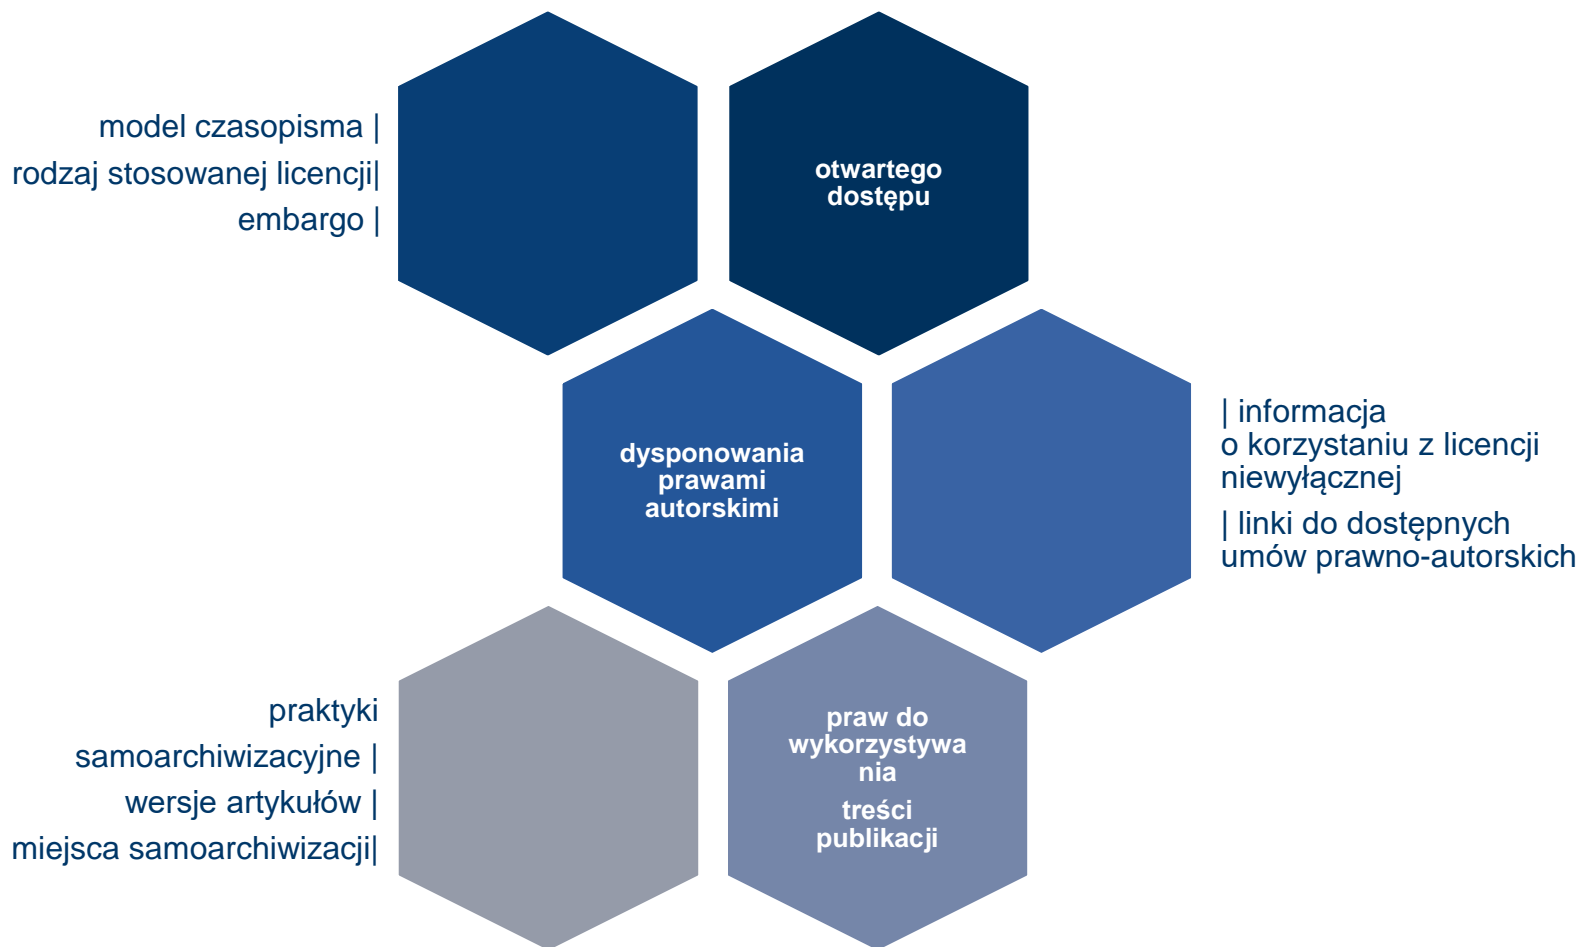 model czasopisma |
rodzaj stosowanej licencji|
embargo |
otwartego
dostępu
dysponowania
prawami
autorskimi
| informacja
o korzystaniu z licencji
niewyłącznej
| linki do dostępnych
umów prawno-autorskich
praktyki
samoarchiwizacyjne |
wersje artykułów |
miejsca samoarchiwizacji|
praw do
wykorzystywa
nia
treści
publikacji